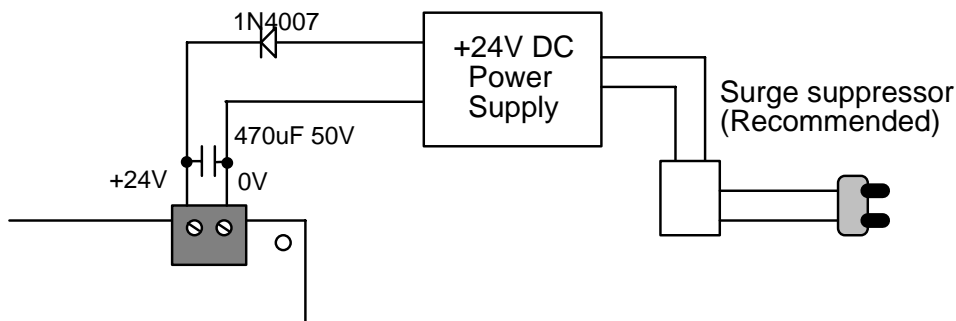 1N4007
+24V DC
Power
Supply
Surge suppressor
(Recommended)
470uF 50V
+24V
0V